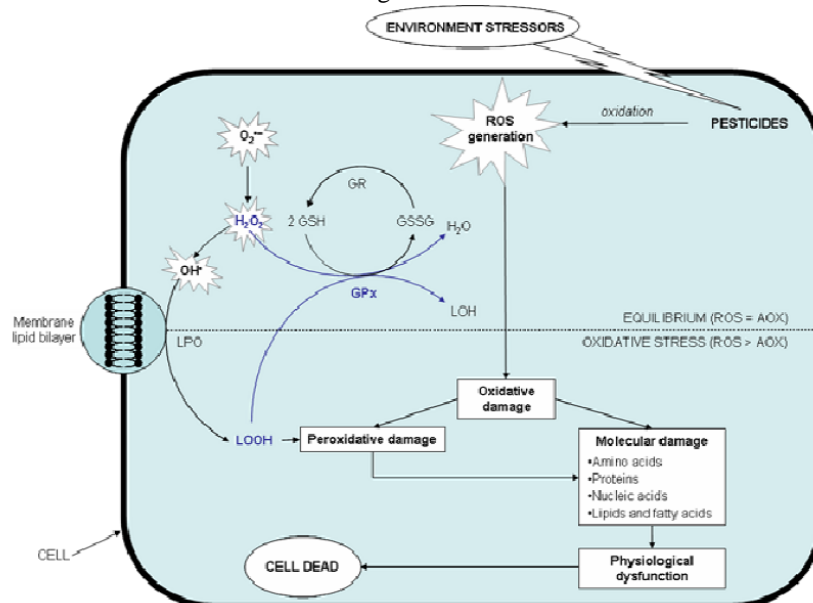 ENVIRONMENT STRESSORS
ROS
generation
oxidation
PESTICIDES
O₂•−
GR
H₂O₂
2 GSH
GSSG
H₂O
OH•
GPx
LOH
Membrane
lipid bilayer
LPO
EQUILIBRIUM (ROS = AOX)
OXIDATIVE STRESS (ROS > AOX)
Oxidative
damage
LOOH
Peroxidative damage
Molecular damage
•Amino acids
•Proteins
•Nucleic acids
•Lipids and fatty acids
CELL
CELL DEAD
Physiological
dysfunction